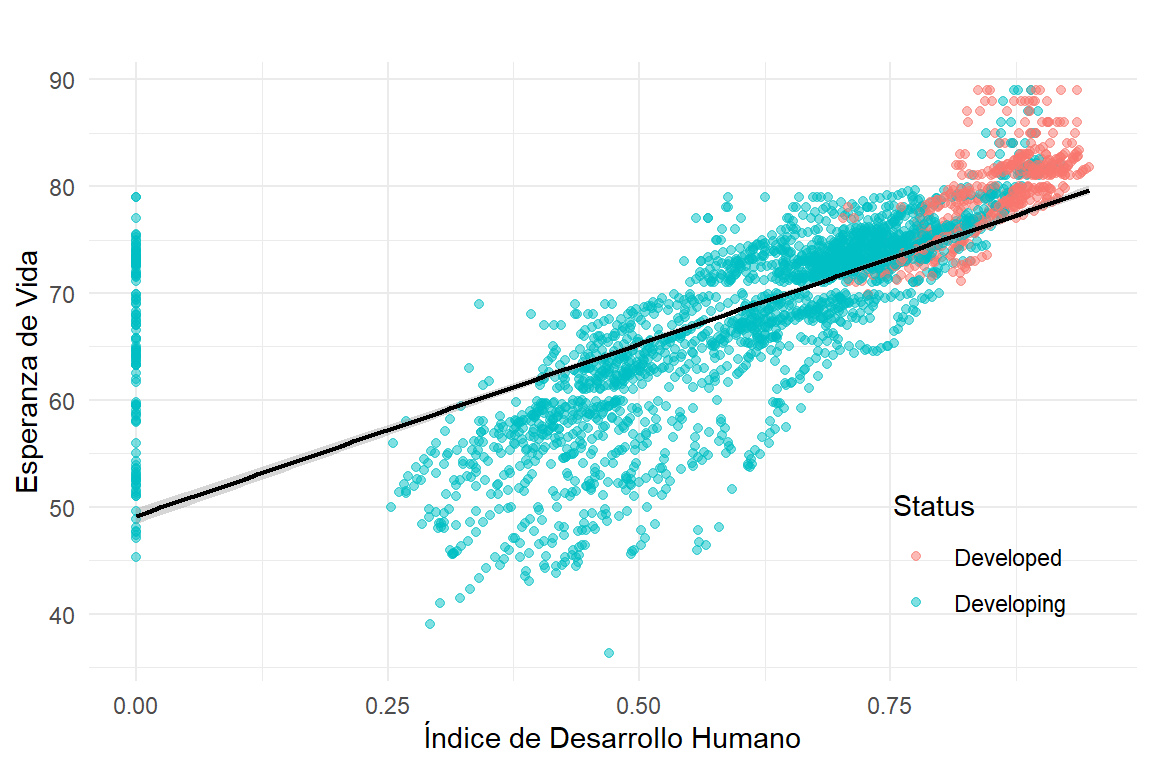 90
80
70
60
50
40
Esperanza de Vida
0.00
0.25
0.50
0.75
Índice de Desarrollo Humano
Status
Developed
Developing